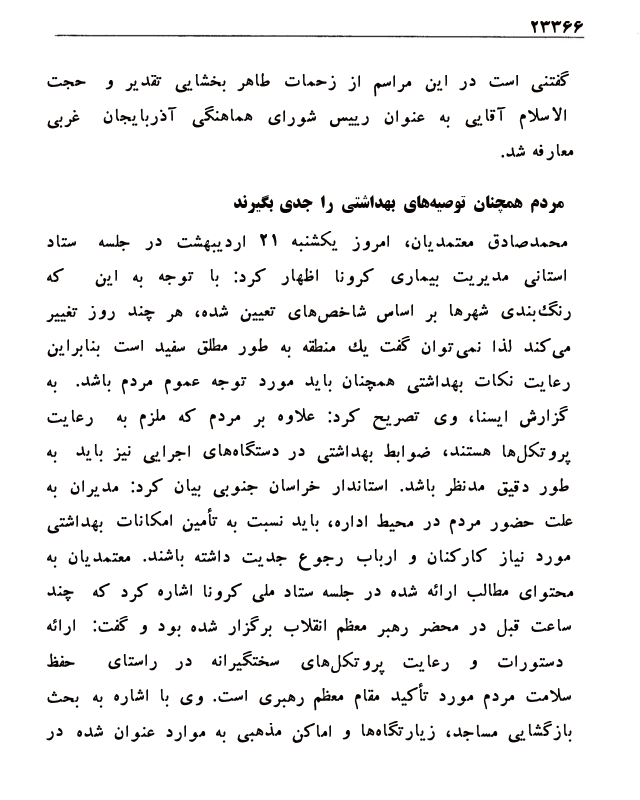 ۲۳۳۶۶
گفتنی است در این مراسم از زحمات طاهر بخشایی تقدیر و حجت
الاسلام آقایی به عنوان رییس شورای هماهنگی آذربایجان غربی
معارفه شد.
مردم همچنان توصیه‌های بهداشتی را جدی بگیرند
محمدصادق معتمدیان، امروز یکشنبه ۲۱ اردیبهشت در جلسه ستاد
استانی مدیریت بیماری کرونا اظهار کرد: با توجه به این که
رنگ‌بندی شهرها بر اساس شاخص‌های تعیین شده، هر چند روز تغییر
می‌کند لذا نمی‌توان گفت یك منطقه به طور مطلق سفید است بنابراین
رعایت نکات بهداشتی همچنان باید مورد توجه عموم مردم باشد. به
گزارش ایسنا، وی تصریح کرد: علاوه بر مردم که ملزم به رعایت
پروتکل‌ها هستند، ضوابط بهداشتی در دستگاه‌های اجرایی نیز باید به
طور دقیق مدنظر باشد. استاندار خراسان جنوبی بیان کرد: مدیران به
علت حضور مردم در محیط اداره، باید نسبت به تأمین امکانات بهداشتی
مورد نیاز کارکنان و ارباب رجوع جدیت داشته باشند. معتمدیان به
محتوای مطالب ارائه شده در جلسه ستاد ملی کرونا اشاره کرد که چند
ساعت قبل در محضر رهبر معظم انقلاب برگزار شده بود و گفت: ارائه
دستورات و رعایت پروتکل‌های سختگیرانه در راستای حفظ
سلامت مردم مورد تأکید مقام معظم رهبری است. وی با اشاره به بحث
بازگشایی مساجد، زیارتگاه‌ها و اماکن مذهبی به موارد عنوان شده در